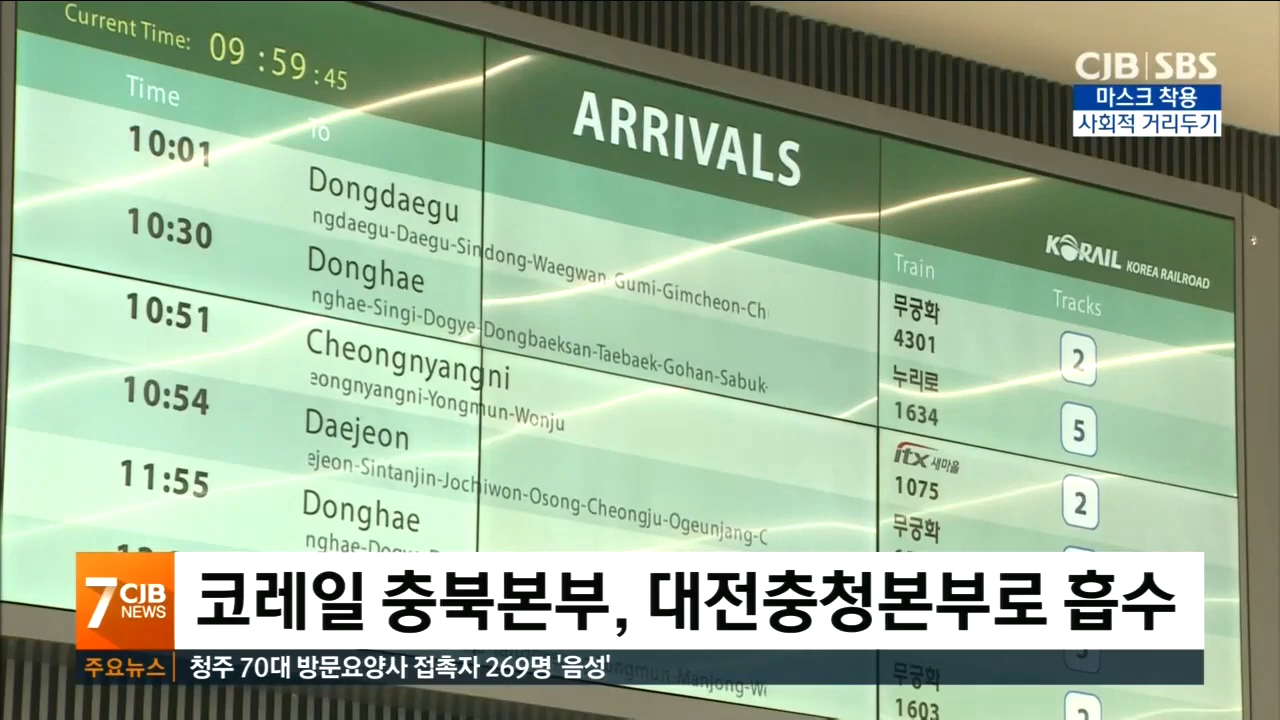 Current Time: 09:59:45
CJB SBS
마스크 착용
사회적 거리두기
ARRIVALS
KORAIL KOREA RAILROAD
Time To Train Tracks
10:01 Dongdaegu 무궁화 4301 2
ngdaegu-Daegu-Sindong-Waegwan-Gumi-Gimcheon-Ch
10:30 Donghae 누리로 1634 5
nghae-Singi-Dogye-Dongbaeksan-Taebaek-Gohan-Sabuk-
10:51 Cheongnyangni itx 새마을 1075 2
eongnyangni-Yongmun-Wonju
10:54 Daejeon 무궁화
ejeon-Sintanjin-Jochiwon-Osong-Cheongju-Ogeunjang-C
11:55 Donghae
7 CJB NEWS
코레일 충북본부, 대전충청본부로 흡수
주요뉴스 청주 70대 방문요양사 접촉자 269명 '음성'
무궁화
1603